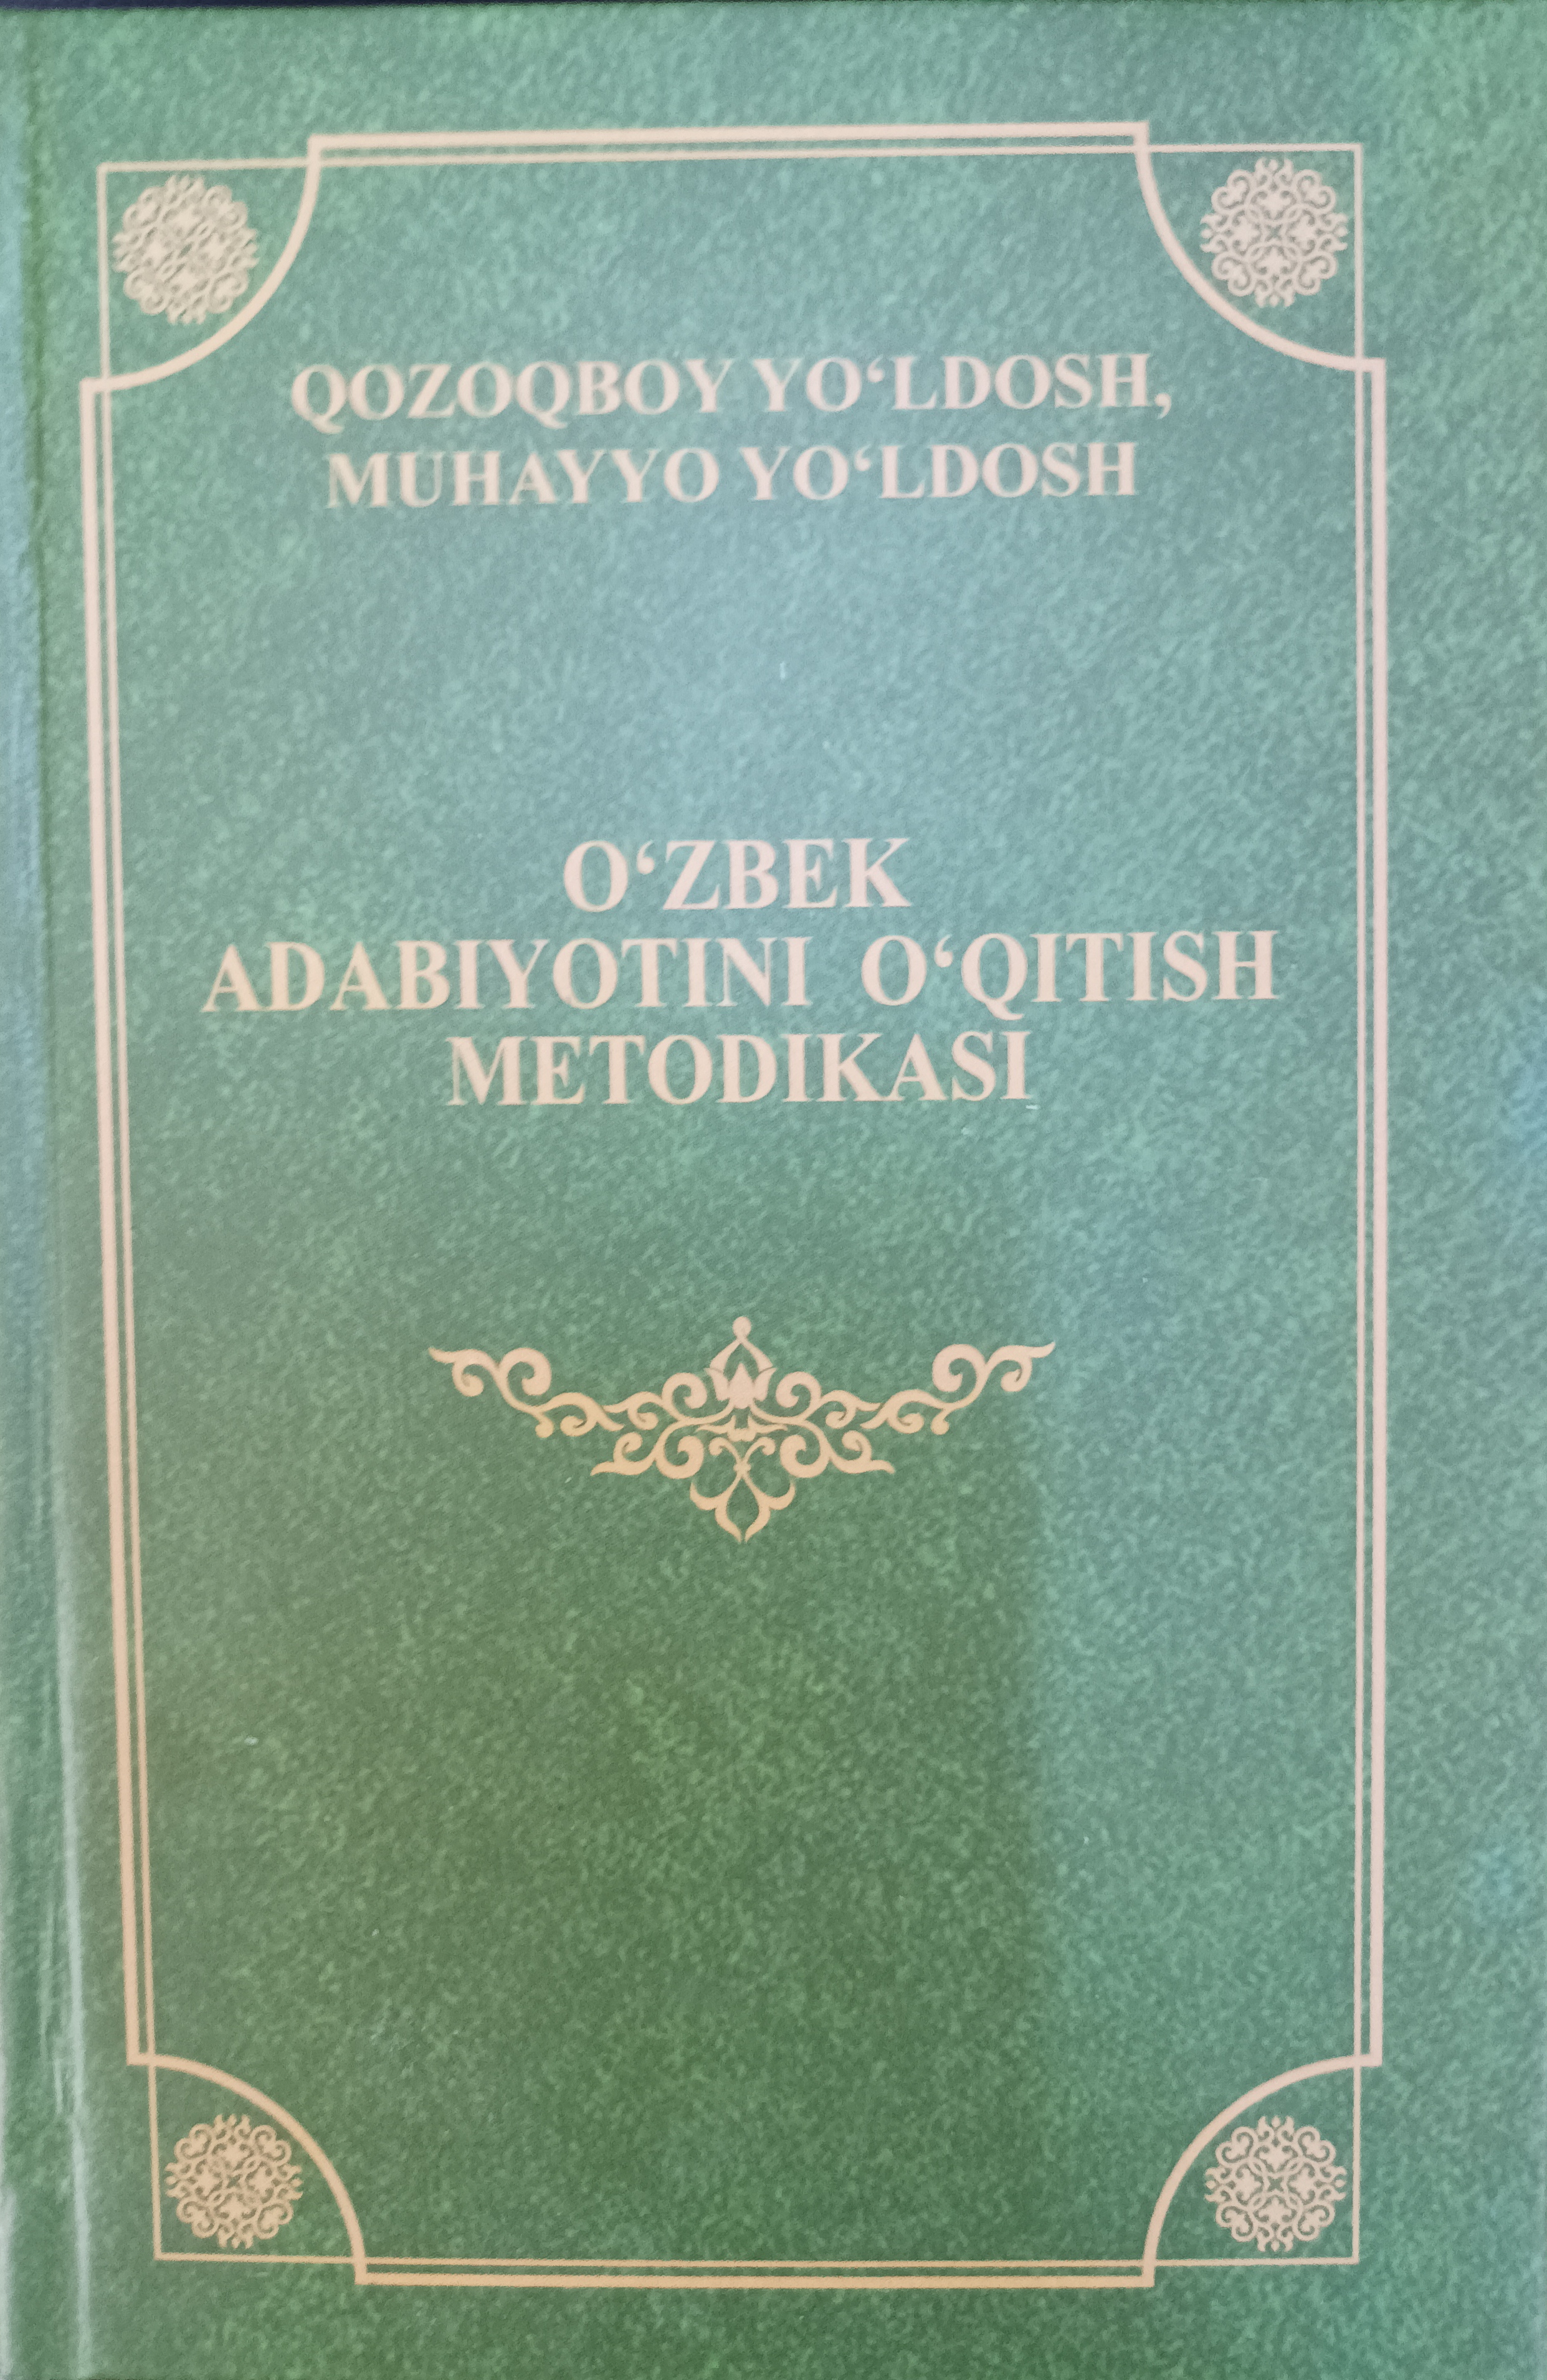 QOZOQBOY YO‘LDOSH,
MUHAYYO YO‘LDOSH
O‘ZBEK
ADABIYOTINI O‘QITISH
METODIKASI